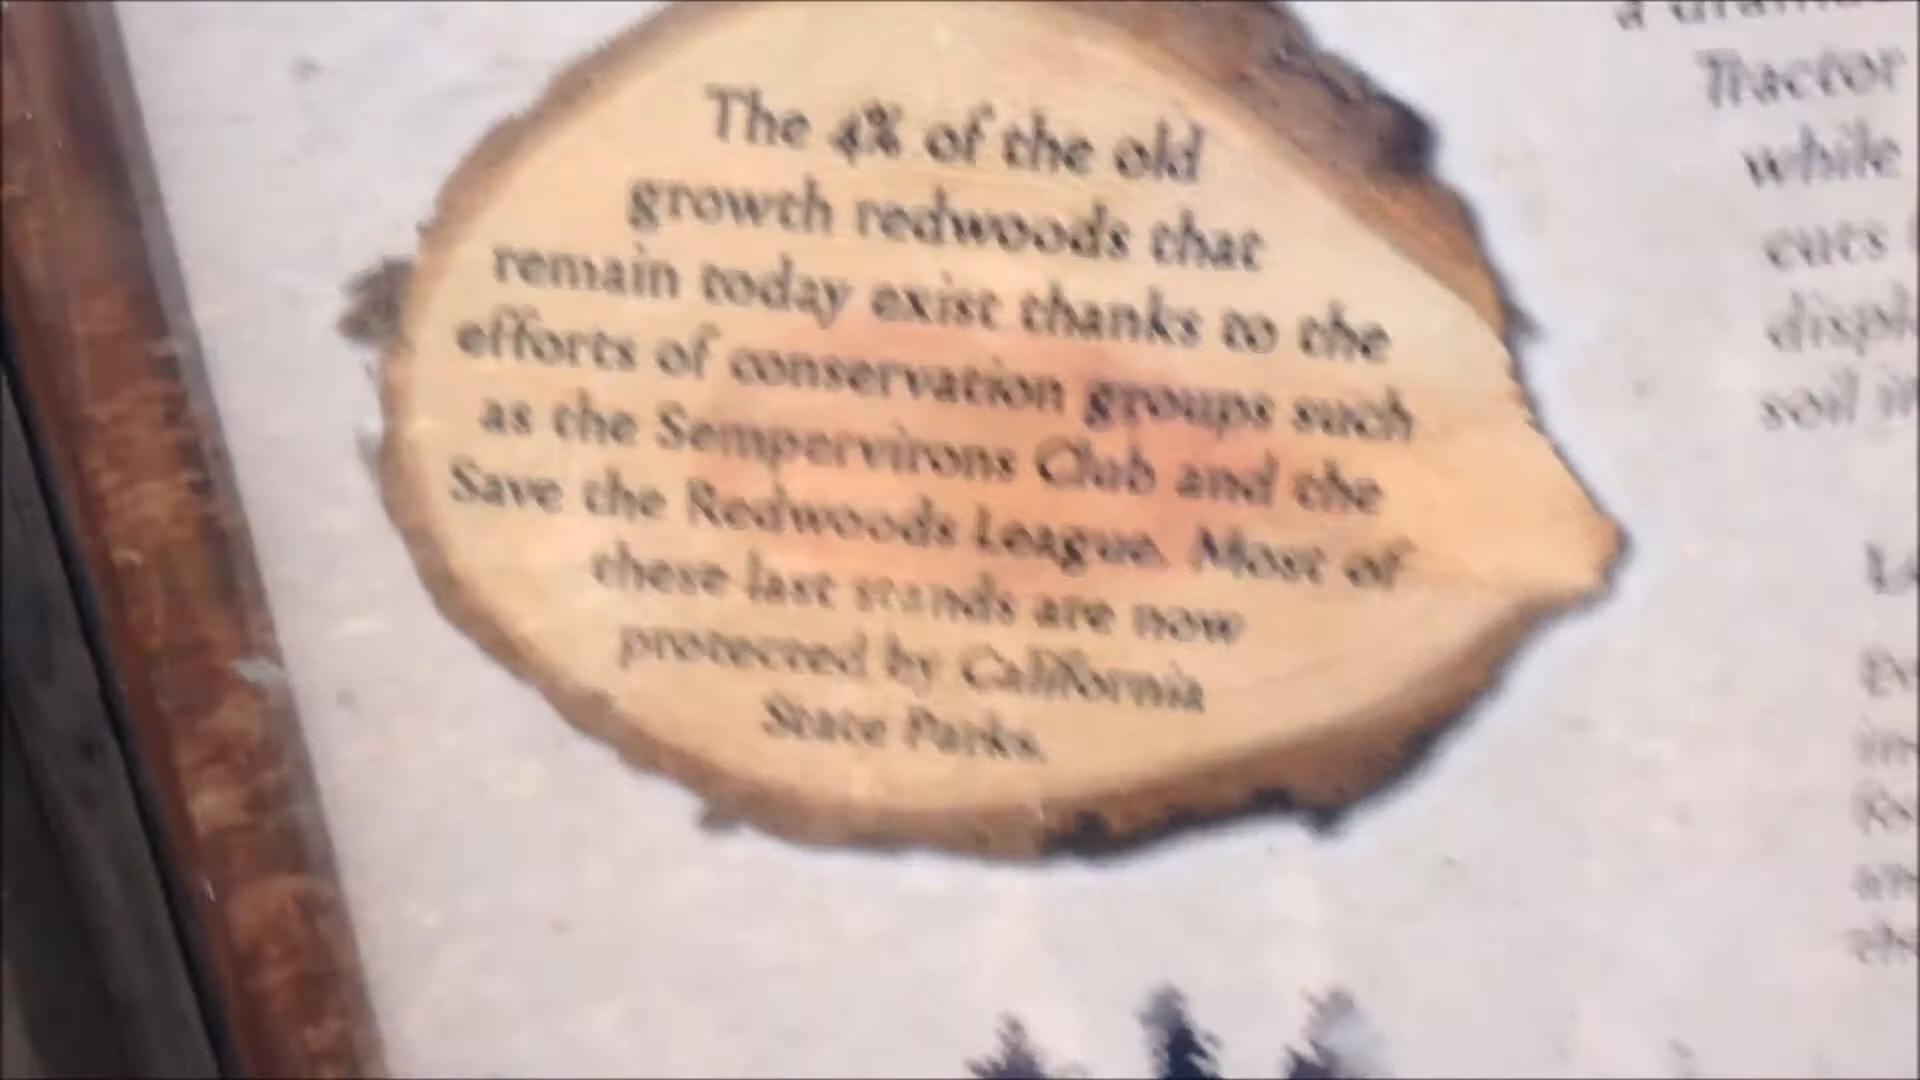 The 4% of the old
growth redwoods that
remain today exist thanks to the
efforts of conservation groups such
as the Sempervirons Club and the
Save the Redwoods League. Most of
these last stands are now
protected by California
State Parks.
Tractor
while
cuts
soil